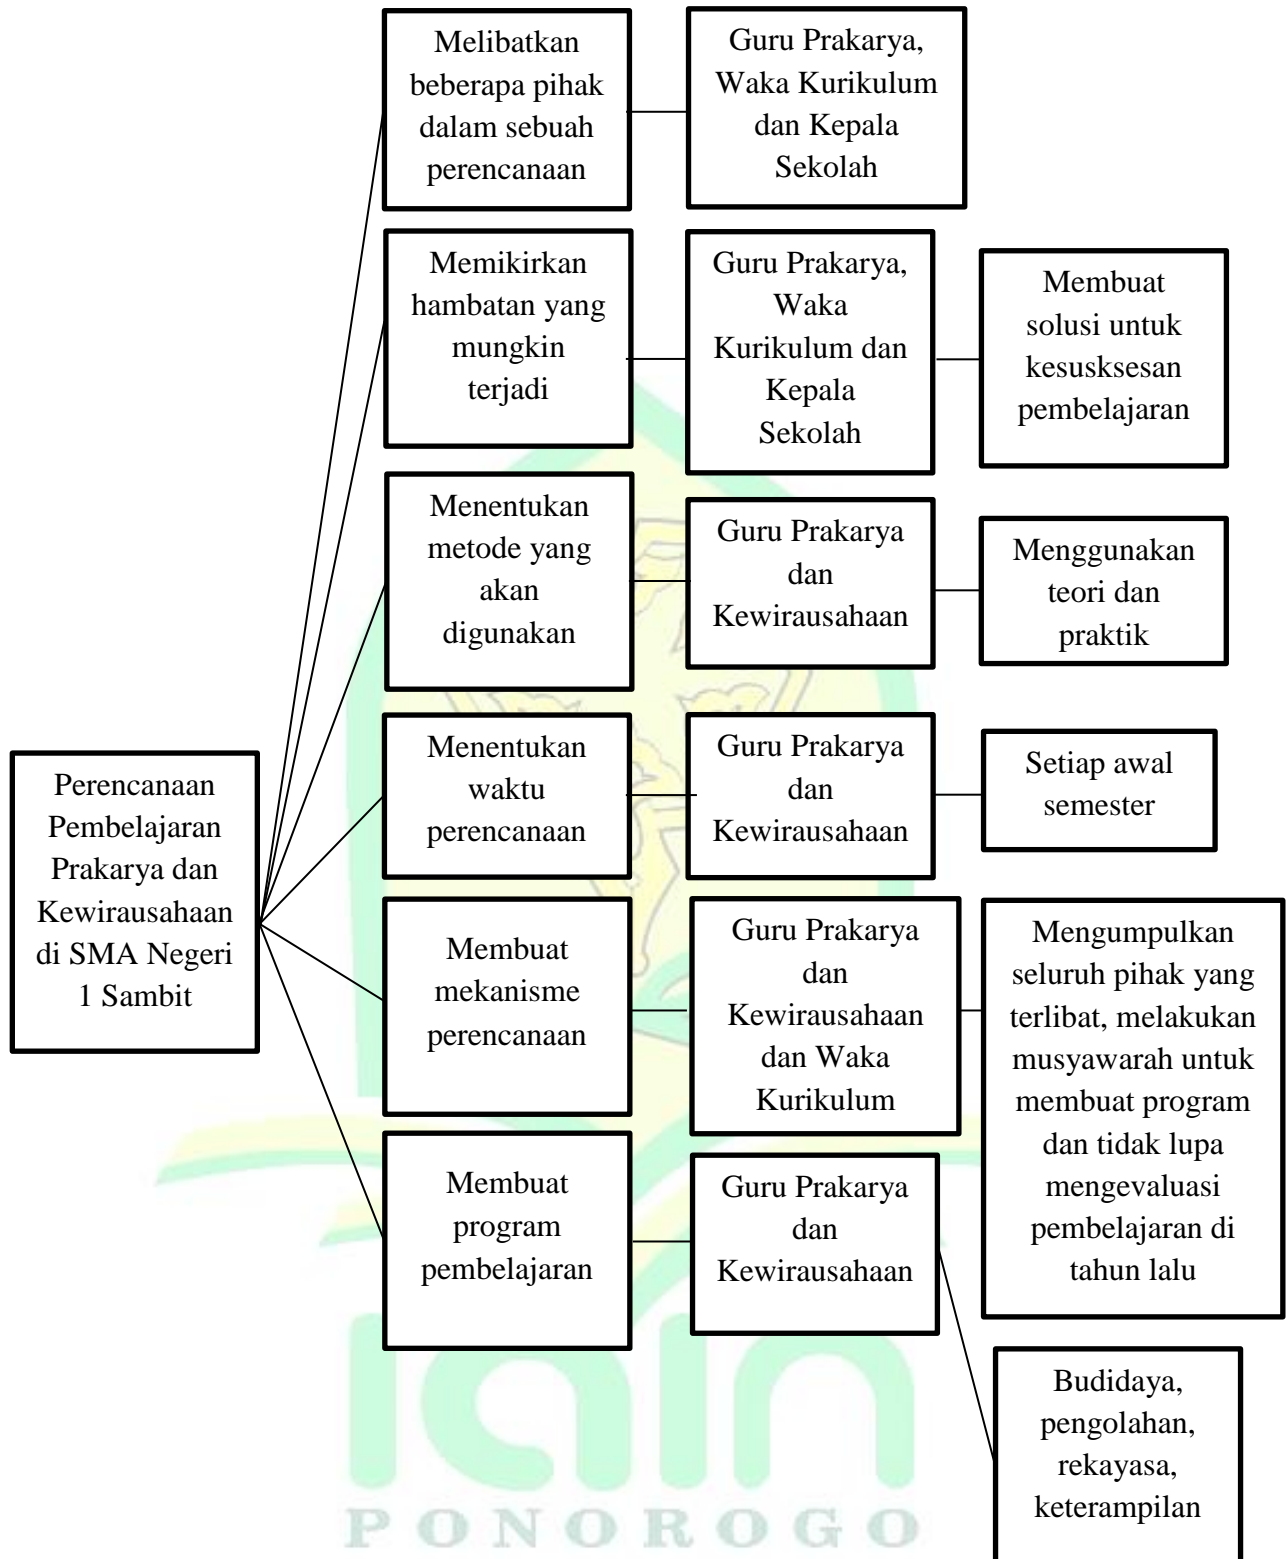 Melibatkan
beberapa pihak
dalam sebuah
perencanaan
Guru Prakarya,
Waka Kurikulum
dan Kepala
Sekolah
Memikirkan
hambatan yang
mungkin
terjadi
Guru Prakarya,
Waka
Kurikulum dan
Kepala
Sekolah
Membuat
solusi untuk
kesusksesan
pembelajaran
Menentukan
metode yang
akan
digunakan
Guru Prakarya
dan
Kewirausahaan
Menggunakan
teori dan
praktik
Perencanaan
Pembelajaran
Prakarya dan
Kewirausahaan
di SMA Negeri
1 Sambit
Menentukan
waktu
perencanaan
Guru Prakarya
dan
Kewirausahaan
Setiap awal
semester
Membuat
mekanisme
perencanaan
Guru Prakarya
dan
Kewirausahaan
dan Waka
Kurikulum
Mengumpulkan
seluruh pihak yang
terlibat, melakukan
musyawarah untuk
membuat program
dan tidak lupa
mengevaluasi
pembelajaran di
tahun lalu
Membuat
program
pembelajaran
Guru Prakarya
dan
Kewirausahaan
Budidaya,
pengolahan,
rekayasa,
keterampilan
iain
PONOROGO